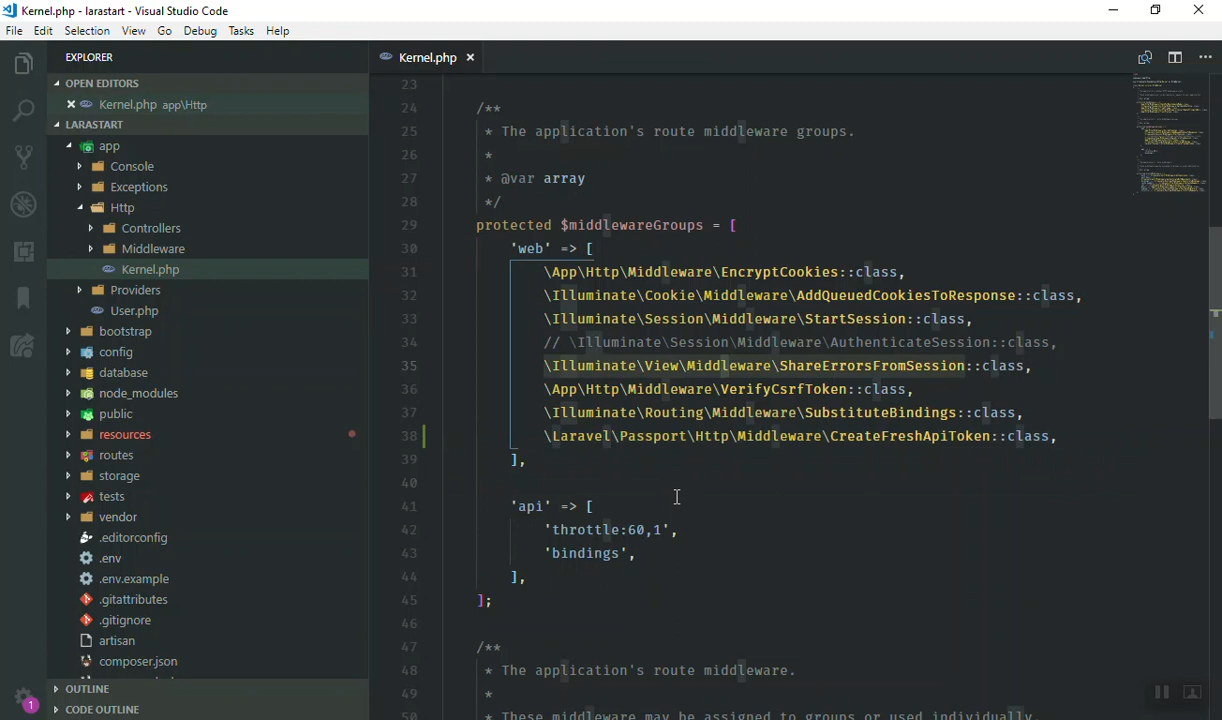 Kernel.php - larastart - Visual Studio Code
File Edit Selection View Go Debug Tasks Help
EXPLORER
OPEN EDITORS
Kernel.php app\Http
LARASTART
app
Console
Exceptions
Http
Controllers
Middleware
Kernel.php
Providers
User.php
bootstrap
config
database
node_modules
public
resources
routes
storage
tests
vendor
.editorconfig
.env
.env.example
.gitattributes
.gitignore
artisan
composer.json
OUTLINE
CODE OUTLINE
1
Kernel.php
23
24 /**
25 * The application's route middleware groups.
26 *
27 * @var array
28 */
29 protected $middlewareGroups = [
30 'web' => [
31 \App\Http\Middleware\EncryptCookies::class,
32 \Illuminate\Cookie\Middleware\AddQueuedCookiesToResponse::class,
33 \Illuminate\Session\Middleware\StartSession::class,
34 // \Illuminate\Session\Middleware\AuthenticateSession::class,
35 \Illuminate\View\Middleware\ShareErrorsFromSession::class,
36 \App\Http\Middleware\VerifyCsrfToken::class,
37 \Illuminate\Routing\Middleware\SubstituteBindings::class,
38 \Laravel\Passport\Http\Middleware\CreateFreshApiToken::class,
39 ],
40
41 'api' => [
42 'throttle:60,1',
43 'bindings',
44 ],
45 ];
46
47 /**
48 * The application's route middleware.
49 *
50 * These middleware may be assigned to groups or used individually.